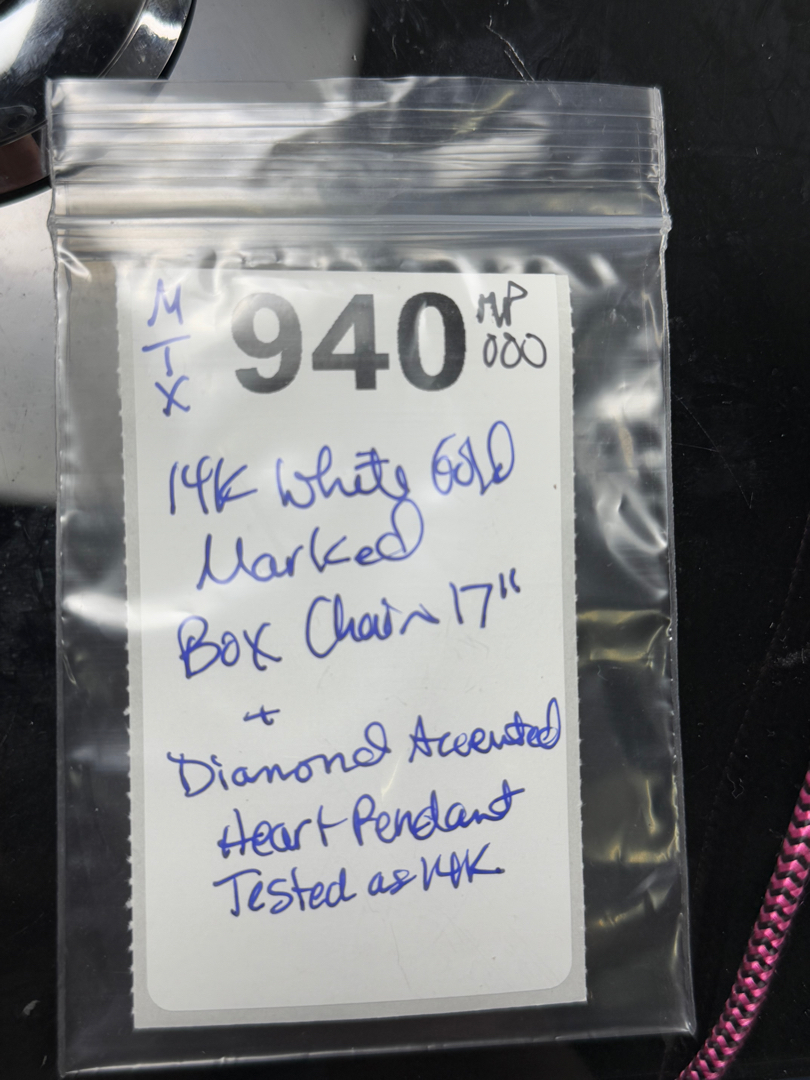 M
T
X
940
MP
000
14K White Gold
Marked
Box Chain 17"
+
Diamond Accented
Heart Pendant
Tested as 14K.